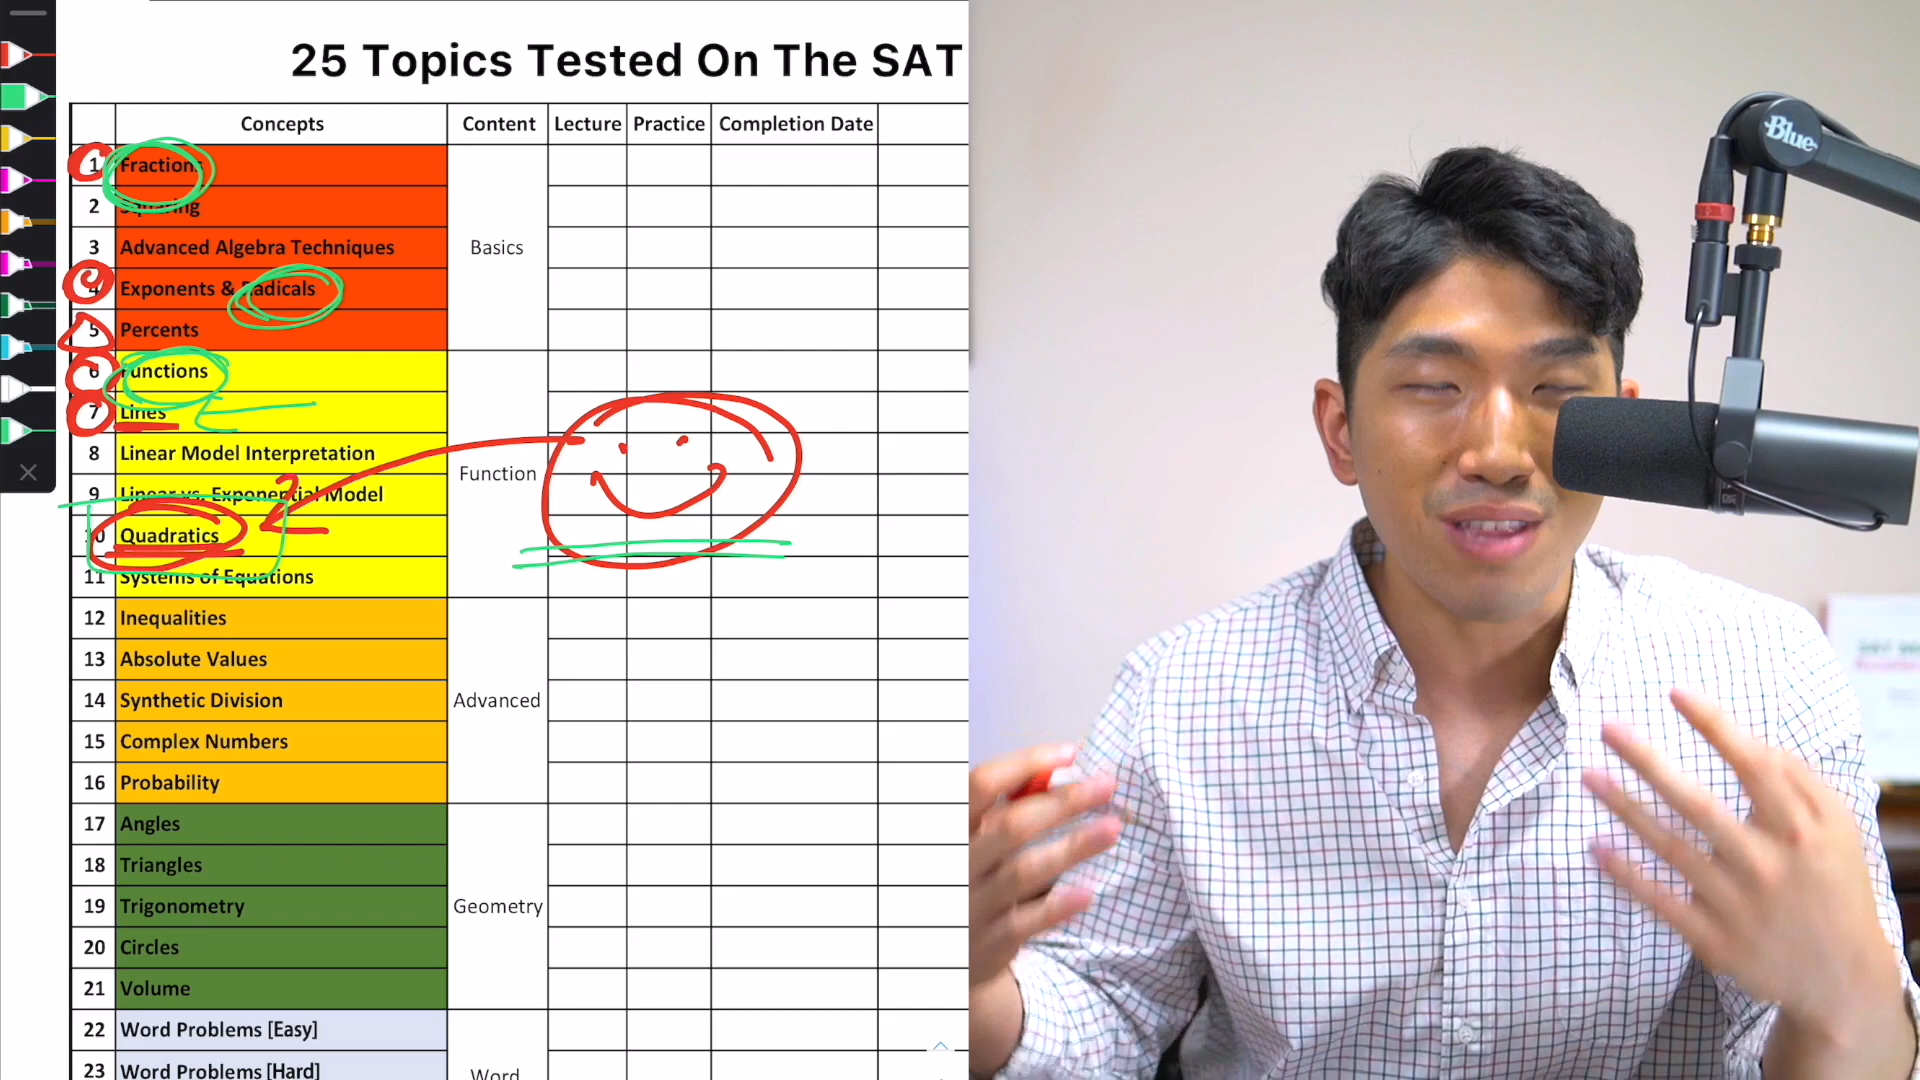 25 Topics Tested On The SAT
Concepts Content Lecture Practice Completion Date
1 Fractions
2 Squaring
3 Advanced Algebra Techniques Basics
4 Exponents & Radicals
5 Percents
6 Functions
7 Lines
8 Linear Model Interpretation
Function
9 Linear vs. Exponential Model
10 Quadratics
11 Systems of Equations
12 Inequalities
13 Absolute Values
14 Synthetic Division Advanced
15 Complex Numbers
16 Probability
17 Angles
18 Triangles
19 Trigonometry Geometry
20 Circles
21 Volume
22 Word Problems [Easy]
23 Word Problems [Hard] Word
Blue